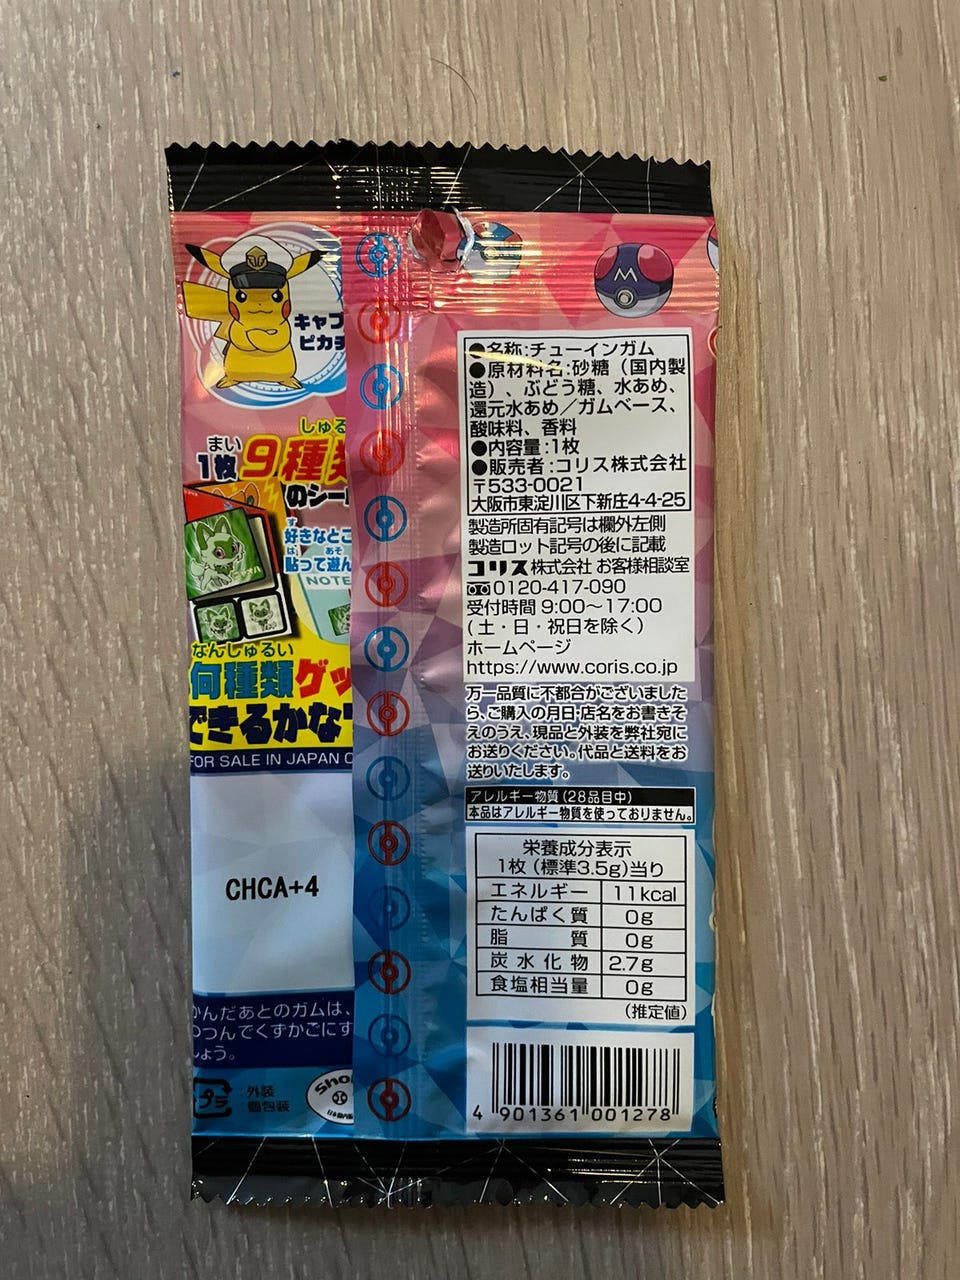 キャプ
ピカチ
しゅる
まい
1枚9種類
のシー
す
好きなとこ
は あそ
貼って遊ん
NOTE
なんしゅるい
何種類ゲッ
できるかな
FOR SALE IN JAPAN O
CHCA+4
かんだあとのガムは、
つつんでくずかごにす
しょう。
プラ
:外装
:個包装
Sho
M
●名称:チューインガム
●原材料名:砂糖(国内製
造)、ぶどう糖、水あめ、
還元水あめ/ガムベース、
酸味料、香料
●内容量:1枚
●販売者:コリス株式会社
〒533-0021
大阪市東淀川区下新庄4-4-25
製造所固有記号は欄外左側
製造ロット記号の後に記載
コリス株式会社 お客様相談室
0120-417-090
受付時間 9:00〜17:00
(土・日・祝日を除く)
ホームページ
https://www.coris.co.jp
万一品質に不都合がございました
ら、ご購入の月日・店名をお書きそ
えのうえ、現品と外装を弊社宛に
お送りください。代品と送料をお
送りいたします。
アレルギー物質(28品目中)
本品はアレルギー物質を使っておりません。
栄養成分表示
1枚(標準3.5g)当り
エネルギー 11kcal
たんぱく質 0g
脂質 0g
炭水化物 2.7g
食塩相当量 0g
(推定値)
4 901361 001278